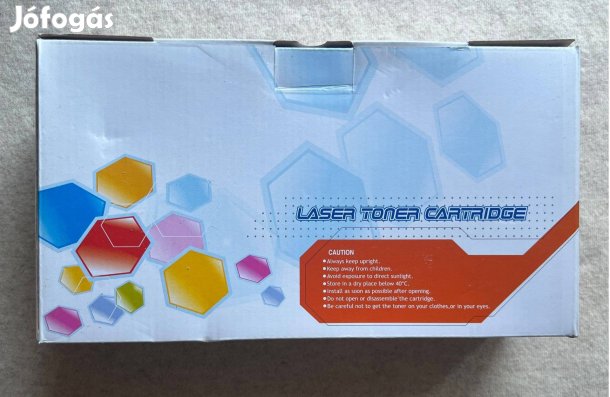 Jófogás
LASER TONER CARTRIDGE
CAUTION
●Always keep upright.
●Keep away from children.
●Avoid exposure to direct sunlight.
●Store in a dry place below 40°C.
●Install as soon as possible after opening.
●Do not open or disassemble the cartridge.
●Be careful not to get the toner on your clothes,or in your eyes.